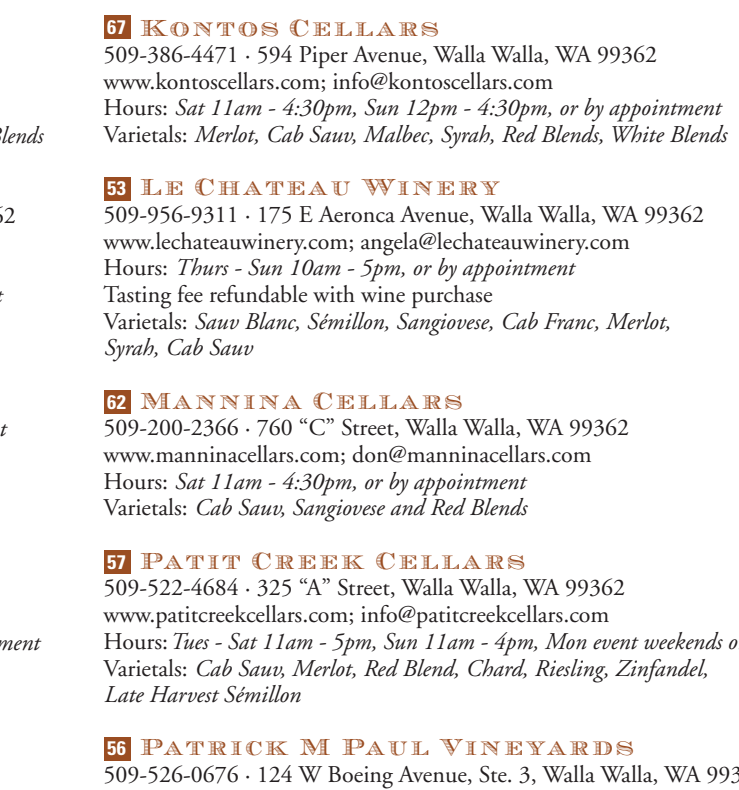 67 KONTOS CELLARS
509-386-4471 · 594 Piper Avenue, Walla Walla, WA 99362
www.kontoscellars.com; info@kontoscellars.com
Hours: Sat 11am - 4:30pm, Sun 12pm - 4:30pm, or by appointment
Varietals: Merlot, Cab Sauv, Malbec, Syrah, Red Blends, White Blends
53 LE CHATEAU WINERY
509-956-9311 · 175 E Aeronca Avenue, Walla Walla, WA 99362
www.lechateauwinery.com; angela@lechateauwinery.com
Hours: Thurs - Sun 10am - 5pm, or by appointment
Tasting fee refundable with wine purchase
Varietals: Sauv Blanc, Sémillon, Sangiovese, Cab Franc, Merlot,
Syrah, Cab Sauv
62 MANNINA CELLARS
509-200-2366 · 760 “C” Street, Walla Walla, WA 99362
www.manninacellars.com; don@manninacellars.com
Hours: Sat 11am - 4:30pm, or by appointment
Varietals: Cab Sauv, Sangiovese and Red Blends
57 PATIT CREEK CELLARS
509-522-4684 · 325 “A” Street, Walla Walla, WA 99362
www.patitcreekcellars.com; info@patitcreekcellars.com
Hours: Tues - Sat 11am - 5pm, Sun 11am - 4pm, Mon event weekends
Varietals: Cab Sauv, Merlot, Red Blend, Chard, Riesling, Zinfandel,
Late Harvest Sémillon
56 PATRICK M PAUL VINEYARDS
509-526-0676 · 124 W Boeing Avenue, Ste. 3, Walla Walla, WA 993